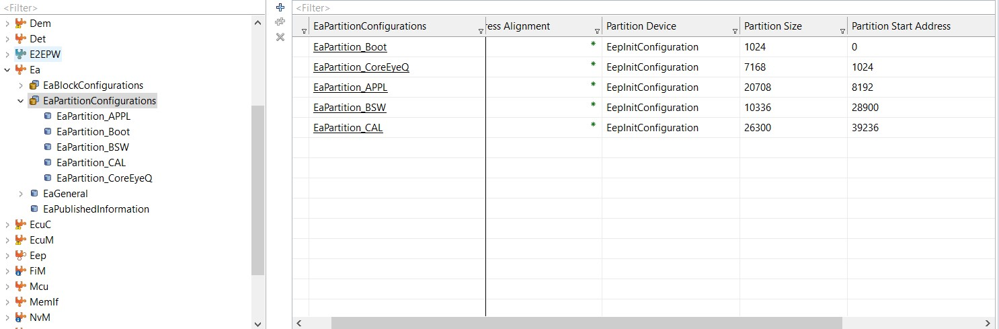 <Filter>
Dem
Det
E2EPW
Ea
EaBlockConfigurations
EaPartitionConfigurations
EaPartition_APPL
EaPartition_Boot
EaPartition_BSW
EaPartition_CAL
EaPartition_CoreEyeQ
EaGeneral
EaPublishedInformation
EcuC
EcuM
Eep
FiM
Mcu
MemIf
NvM
<Filter>
EaPartitionConfigurations ress Alignment Partition Device Partition Size Partition Start Address
EaPartition_Boot * EepInitConfiguration 1024 0
EaPartition_CoreEyeQ * EepInitConfiguration 7168 1024
EaPartition_APPL * EepInitConfiguration 20708 8192
EaPartition_BSW * EepInitConfiguration 10336 28900
EaPartition_CAL * EepInitConfiguration 26300 39236